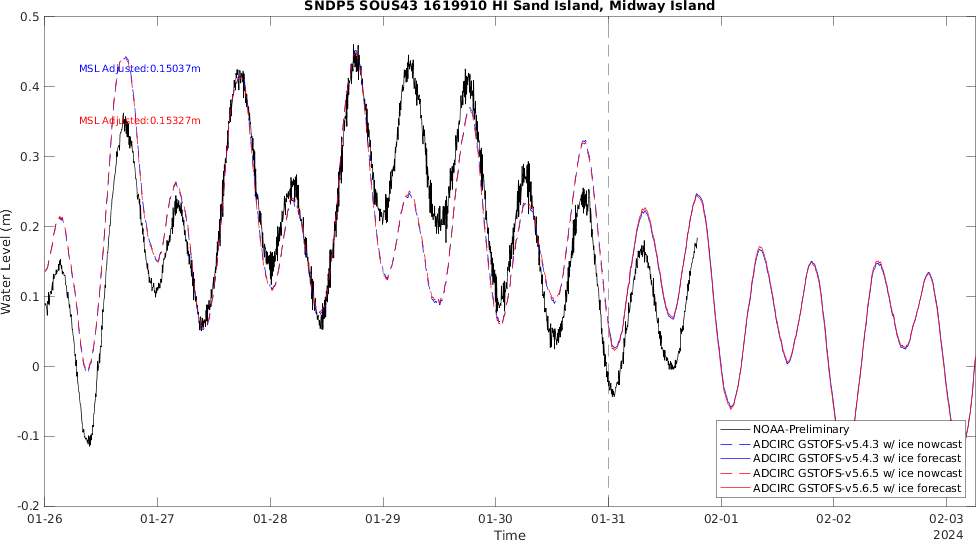 SNDP5 SOUS43 1619910 HI Sand Island, Midway Island
0.5
0.4
0.3
0.2
0.1
0
-0.1
-0.2
Water Level (m)
MSL Adjusted:0.15037m
MSL Adjusted:0.15327m
NOAA-Preliminary
ADCIRC GSTOFS-v5.4.3 w/ ice nowcast
ADCIRC GSTOFS-v5.4.3 w/ ice forecast
ADCIRC GSTOFS-v5.6.5 w/ ice nowcast
ADCIRC GSTOFS-v5.6.5 w/ ice forecast
01-26 01-27 01-28 01-29 01-30 01-31 02-01 02-02 02-03
Time
2024